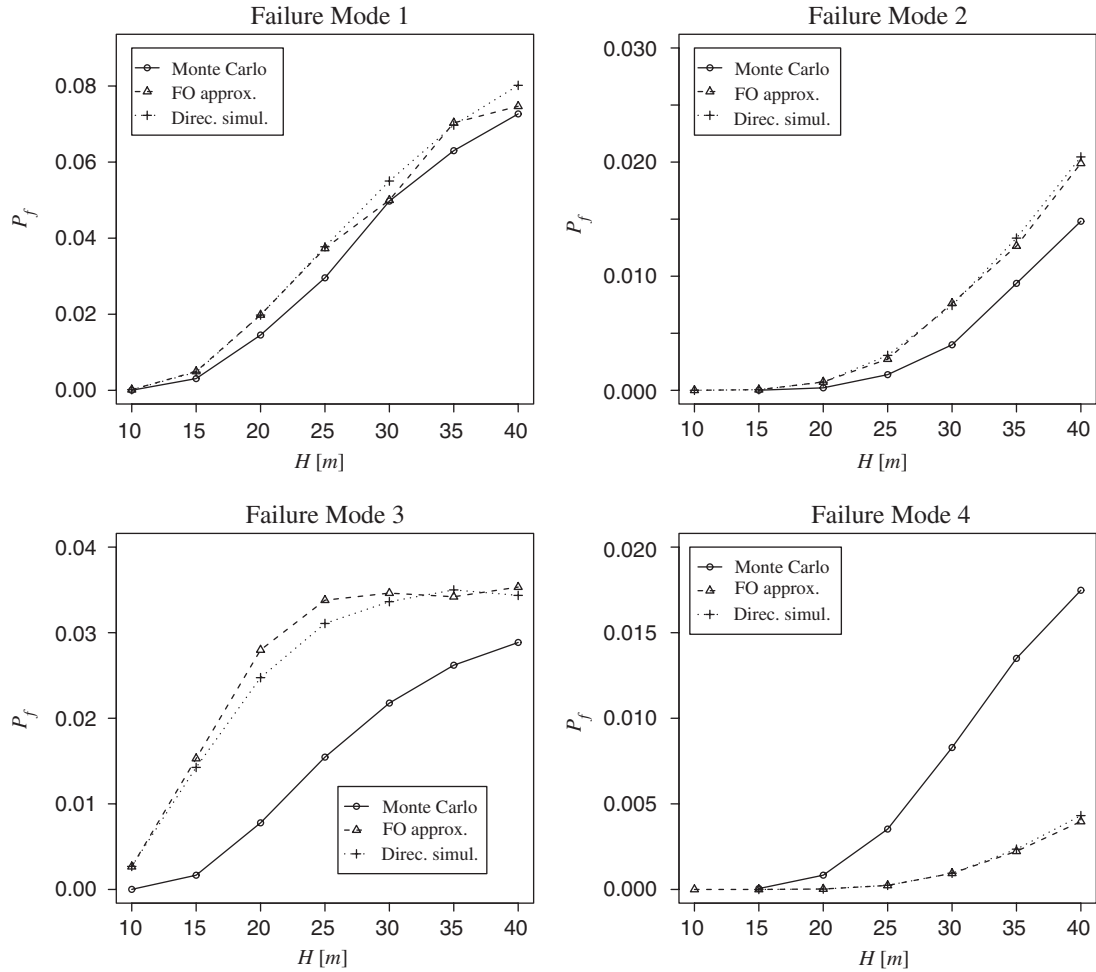 Failure Mode 1
Monte Carlo
FO approx.
Direc. simul.
0.08
0.06
0.04
0.02
0.00
P_f
10 15 20 25 30 35 40
H [m]
Failure Mode 2
Monte Carlo
FO approx.
Direc. simul.
0.030
0.020
0.010
0.000
P_f
10 15 20 25 30 35 40
H [m]
Failure Mode 3
0.04
0.03
0.02
0.01
0.00
P_f
Monte Carlo
FO approx.
Direc. simul.
10 15 20 25 30 35 40
H [m]
Failure Mode 4
Monte Carlo
FO approx.
Direc. simul.
0.020
0.015
0.010
0.005
0.000
P_f
10 15 20 25 30 35 40
H [m]